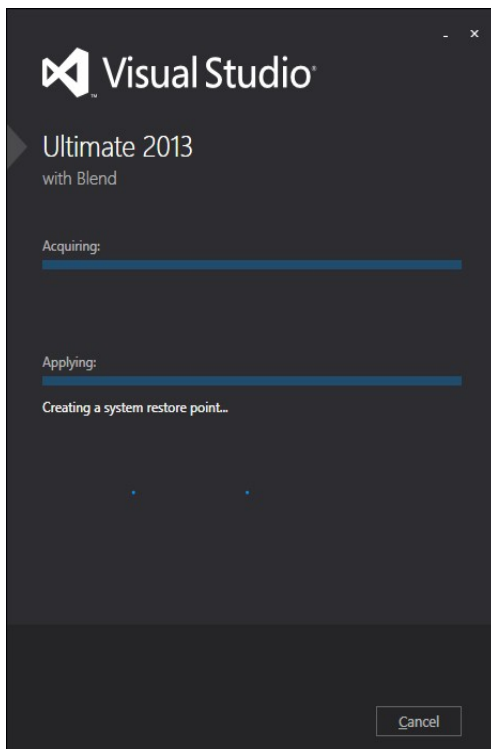 Visual Studio®
Ultimate 2013
with Blend
Acquiring:
Applying:
Creating a system restore point...
Cancel